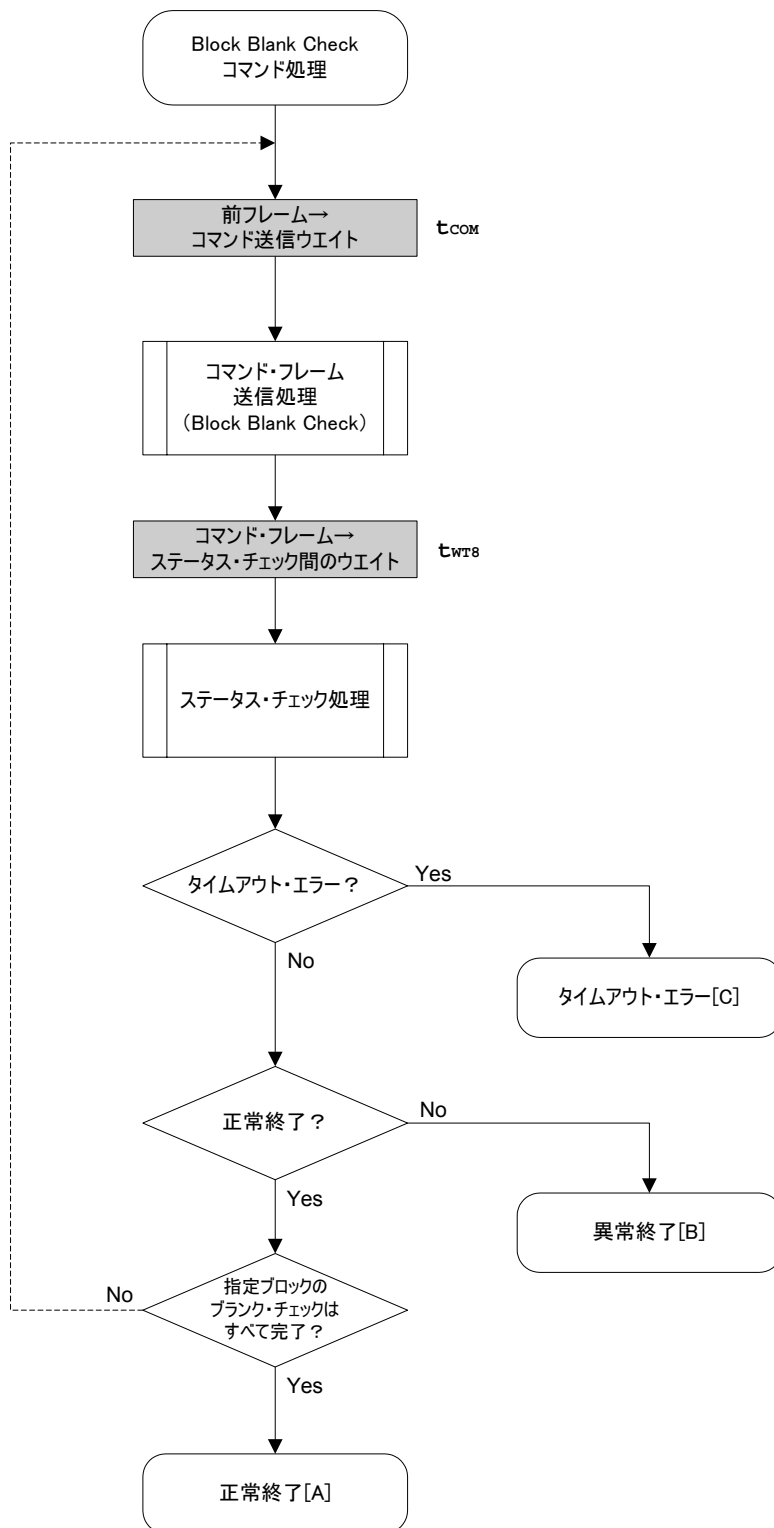 Block Blank Check
コマンド処理
前フレーム→
コマンド送信ウエイト
tCOM
コマンド・フレーム
送信処理
（Block Blank Check）
コマンド・フレーム→
ステータス・チェック間のウエイト
tWT8
ステータス・チェック処理
タイムアウト・エラー？
Yes
No
タイムアウト・エラー[C]
正常終了？
No
Yes
異常終了[B]
指定ブロックの
ブランク・チェックは
すべて完了？
No
Yes
正常終了[A]